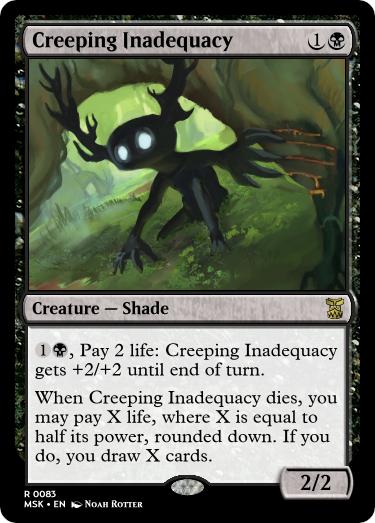 Creeping Inadequacy 1
Creature — Shade
1, Pay 2 life: Creeping Inadequacy
gets +2/+2 until end of turn.
When Creeping Inadequacy dies, you
may pay X life, where X is equal to
half its power, rounded down. If you
do, you draw X cards.
2/2
R 0083
MSK • EN Noah Rotter